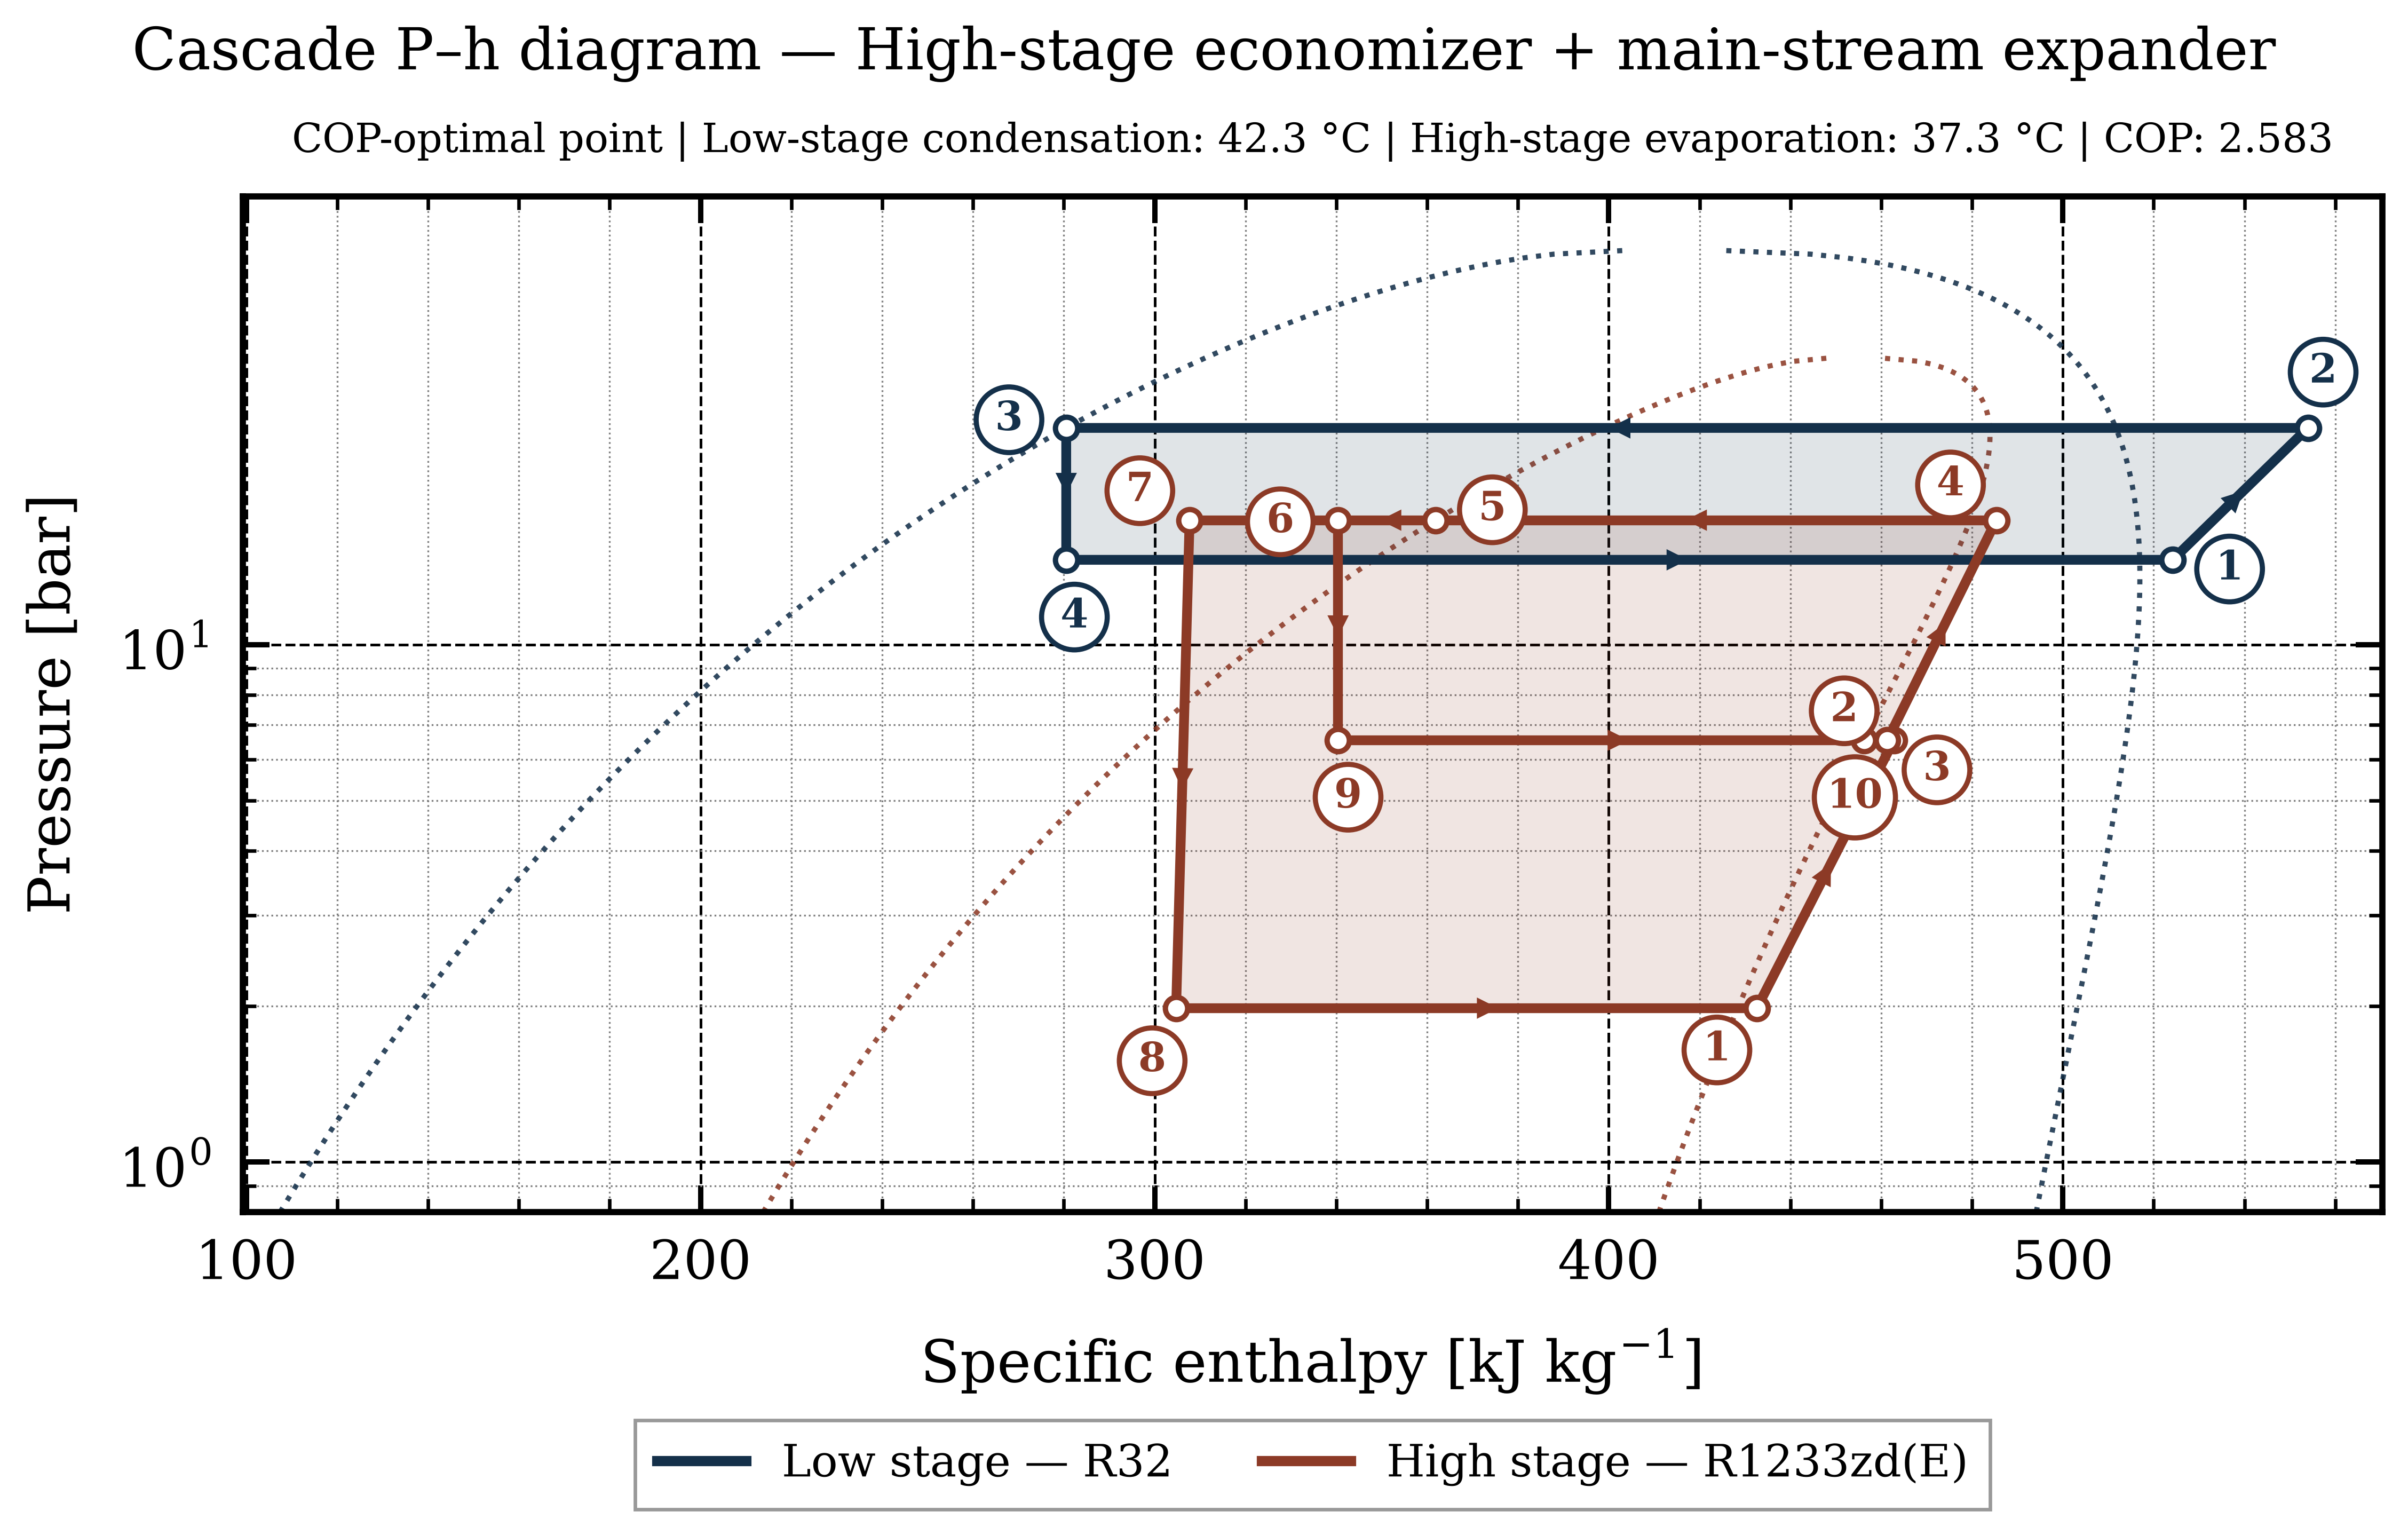 Cascade P–h diagram — High-stage economizer + main-stream expander
COP-optimal point | Low-stage condensation: 42.3 °C | High-stage evaporation: 37.3 °C | COP: 2.583
Pressure [bar]
10¹
10⁰
2
3
4
7
5
6
1
4
2
3
10
9
1
8
100 200 300 400 500
Specific enthalpy [kJ kg⁻¹]
Low stage — R32
High stage — R1233zd(E)